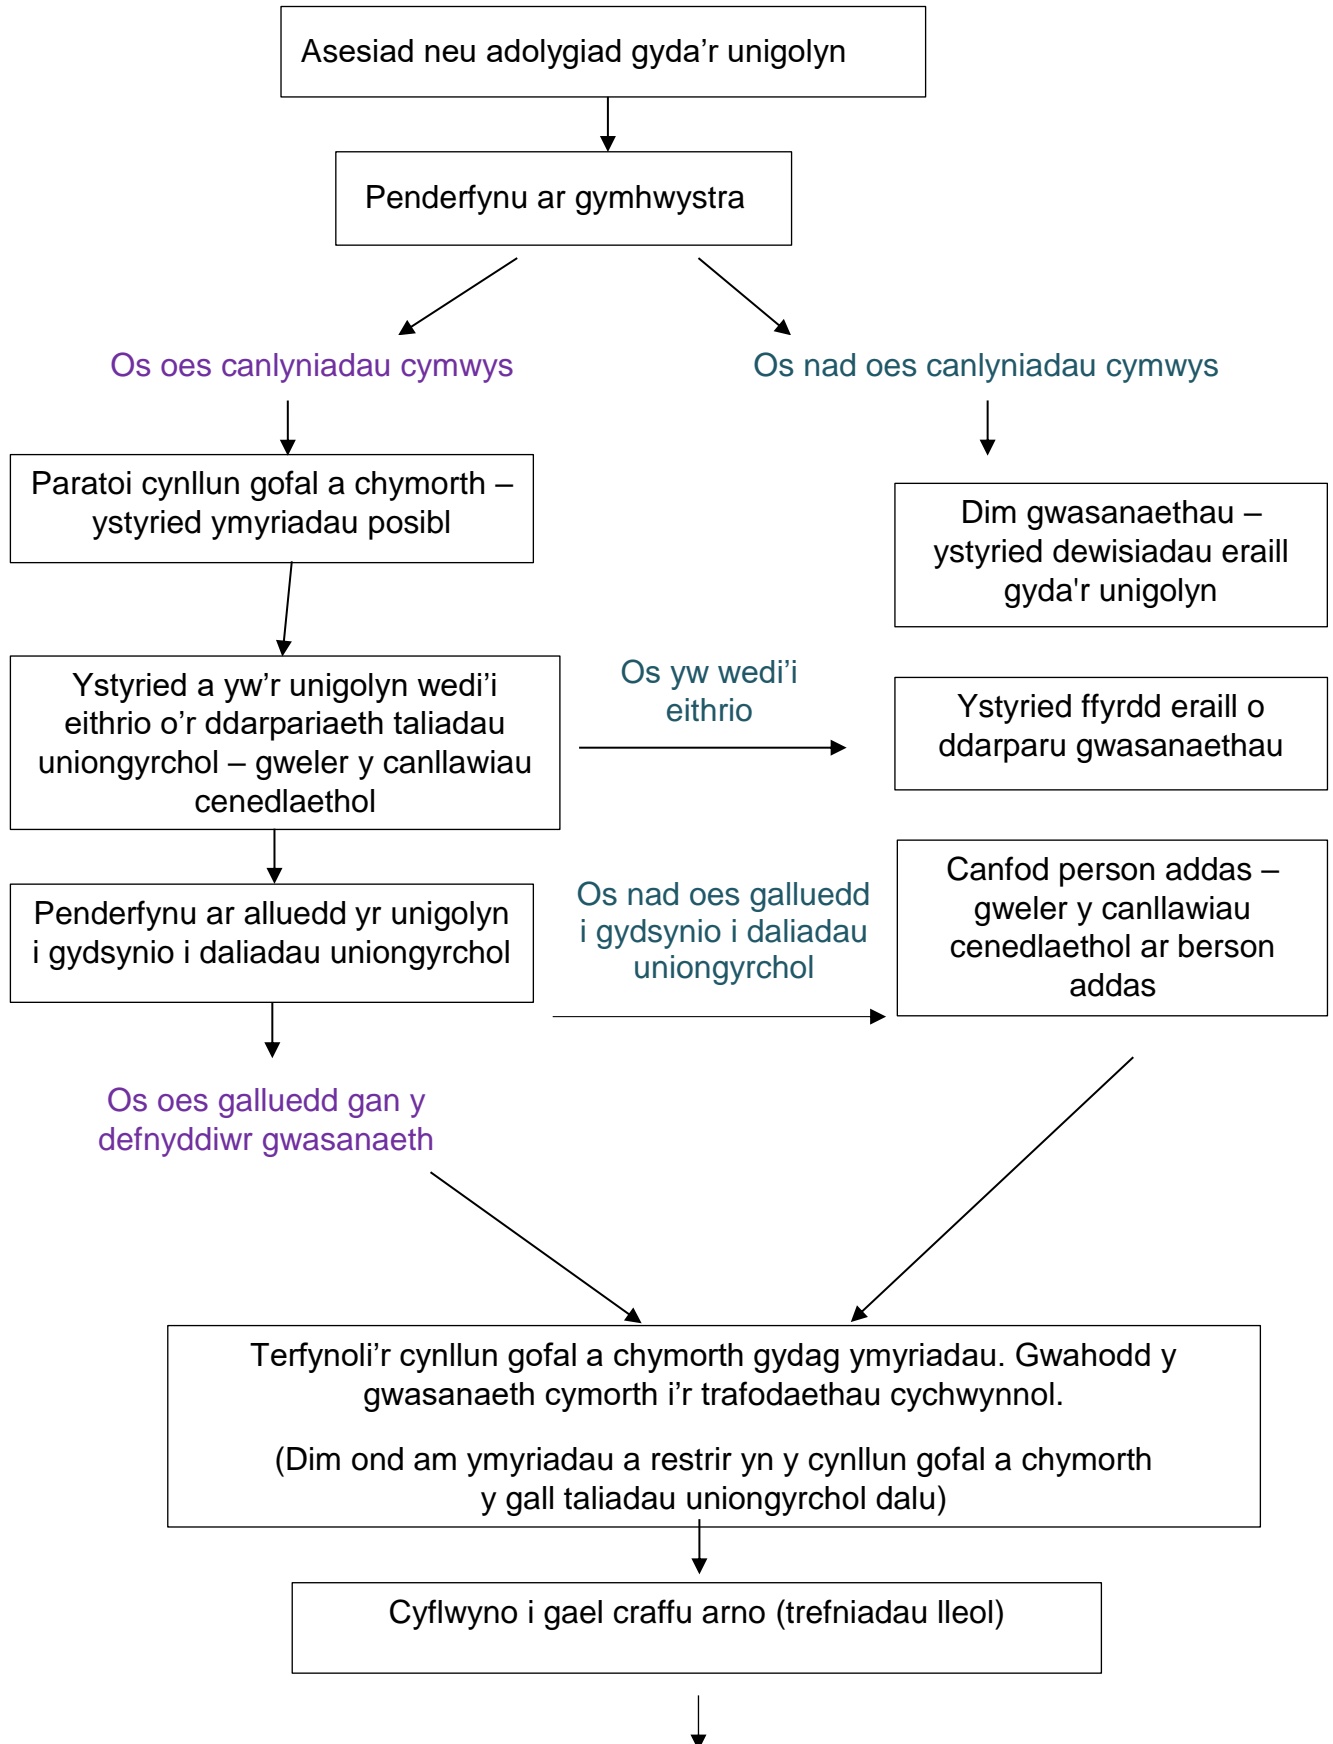 Asesiad neu adolygiad gyda’r unigolyn
Penderfynu ar gymhwystra
Os oes canlyniadau cymwys
Os nad oes canlyniadau cymwys
Paratoi cynllun gofal a chymorth –
ystyried ymyriadau posibl
Dim gwasanaethau –
ystyried dewisiadau eraill
gyda'r unigolyn
Ystyried a yw’r unigolyn wedi’i
eithrio o’r ddarpariaeth taliadau
uniongyrchol – gweler y canllawiau
cenedlaethol
Os yw wedi’i
eithrio
Ystyried ffyrdd eraill o
ddarparu gwasanaethau
Penderfynu ar alluedd yr unigolyn
i gydsynio i daliadau uniongyrchol
Os nad oes galluedd
i gydsynio i daliadau
uniongyrchol
Canfod person addas –
gweler y canllawiau
cenedlaethol ar berson
addas
Os oes galluedd gan y
defnyddiwr gwasanaeth
Terfynoli’r cynllun gofal a chymorth gydag ymyriadau. Gwahodd y
gwasanaeth cymorth i’r trafodaethau cychwynnol.
(Dim ond am ymyriadau a restrir yn y cynllun gofal a chymorth
y gall taliadau uniongyrchol dalu)
Cyflwyno i gael craffu arno (trefniadau lleol)